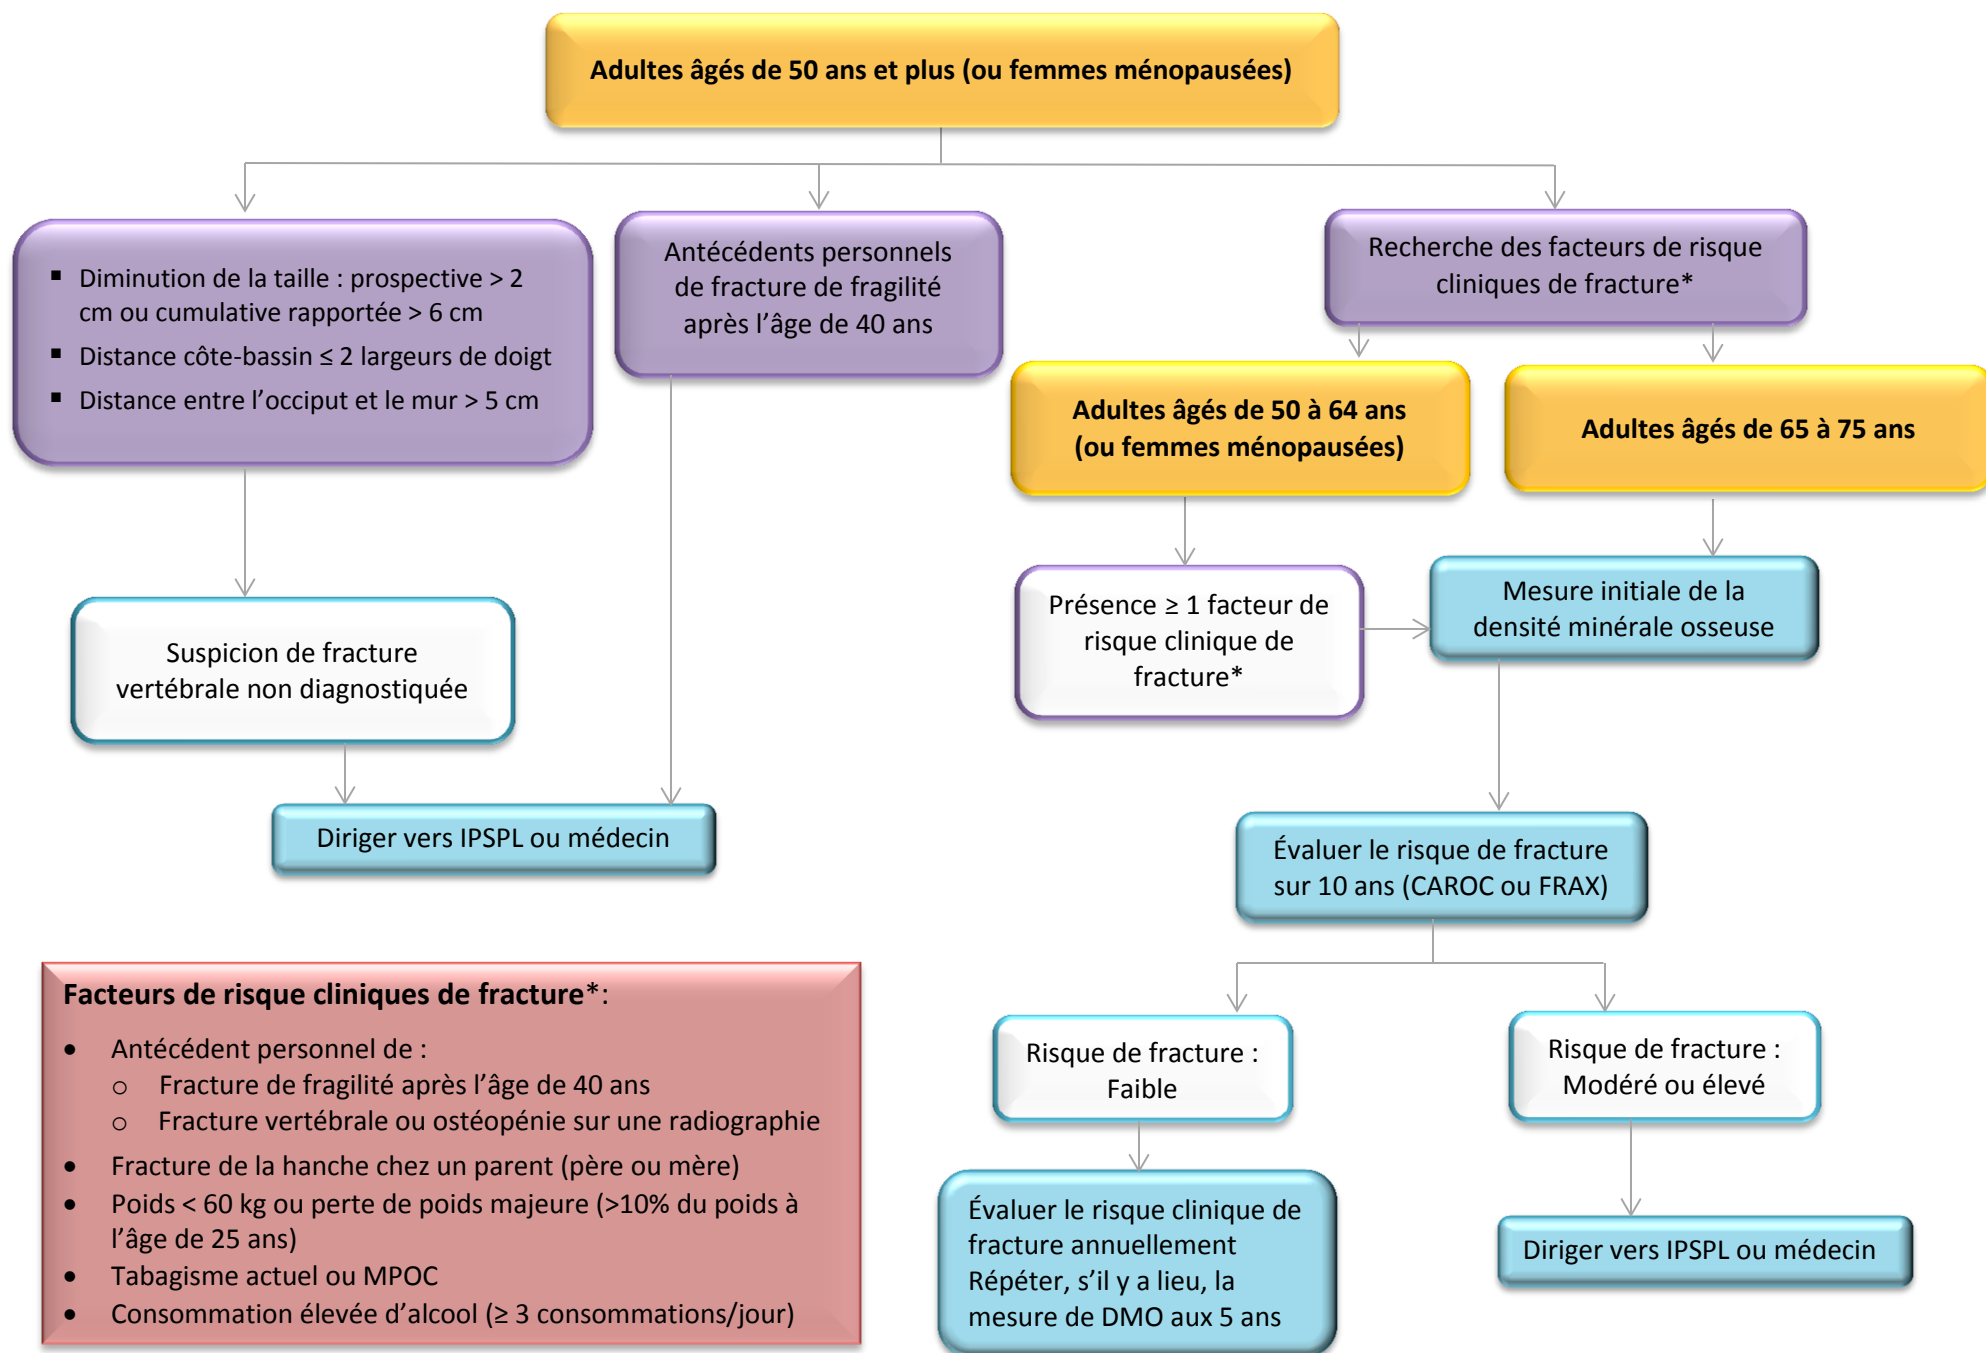 Adultes âgés de 50 ans et plus (ou femmes ménopausées)
▪ Diminution de la taille : prospective > 2
cm ou cumulative rapportée > 6 cm
▪ Distance côte-bassin ≤ 2 largeurs de doigt
▪ Distance entre l’occiput et le mur > 5 cm
Antécédents personnels
de fracture de fragilité
après l’âge de 40 ans
Recherche des facteurs de risque
cliniques de fracture*
Adultes âgés de 50 à 64 ans
(ou femmes ménopausées)
Adultes âgés de 65 à 75 ans
Suspicion de fracture
vertébrale non diagnostiquée
Présence ≥ 1 facteur de
risque clinique de
fracture*
Mesure initiale de la
densité minérale osseuse
Diriger vers IPSPL ou médecin
Évaluer le risque de fracture
sur 10 ans (CAROC ou FRAX)
Facteurs de risque cliniques de fracture*:
• Antécédent personnel de :
o Fracture de fragilité après l’âge de 40 ans
o Fracture vertébrale ou ostéopénie sur une radiographie
• Fracture de la hanche chez un parent (père ou mère)
• Poids < 60 kg ou perte de poids majeure (>10% du poids à
l’âge de 25 ans)
• Tabagisme actuel ou MPOC
• Consommation élevée d’alcool (≥ 3 consommations/jour)
Risque de fracture :
Faible
Risque de fracture :
Modéré ou élevé
Évaluer le risque clinique de
fracture annuellement
Répéter, s’il y a lieu, la
mesure de DMO aux 5 ans
Diriger vers IPSPL ou médecin